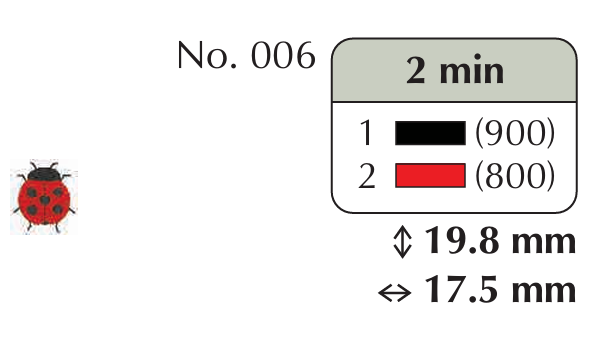 No. 006
2 min
1 (900)
2 (800)
↕ 19.8 mm
↔ 17.5 mm